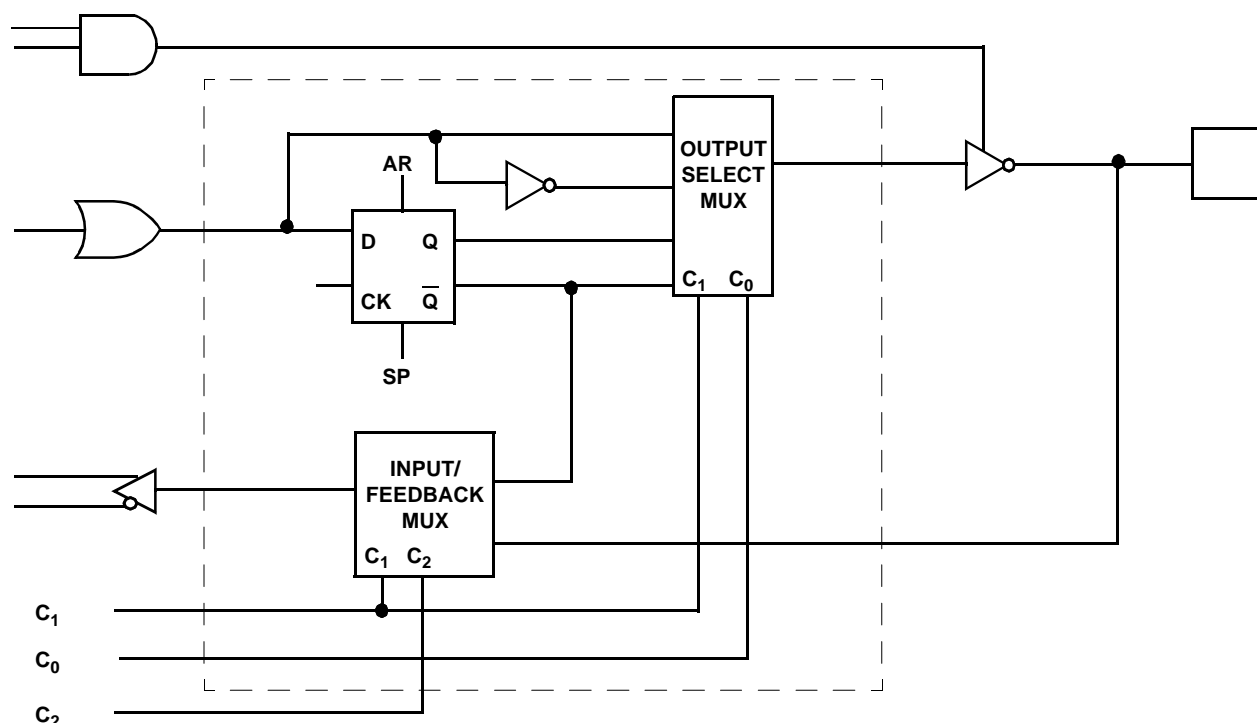 OUTPUT
SELECT
MUX
AR
D Q
CK Q̅
C₁ C₀
SP
INPUT/
FEEDBACK
MUX
C₁ C₂
C₁
C₀
C₂